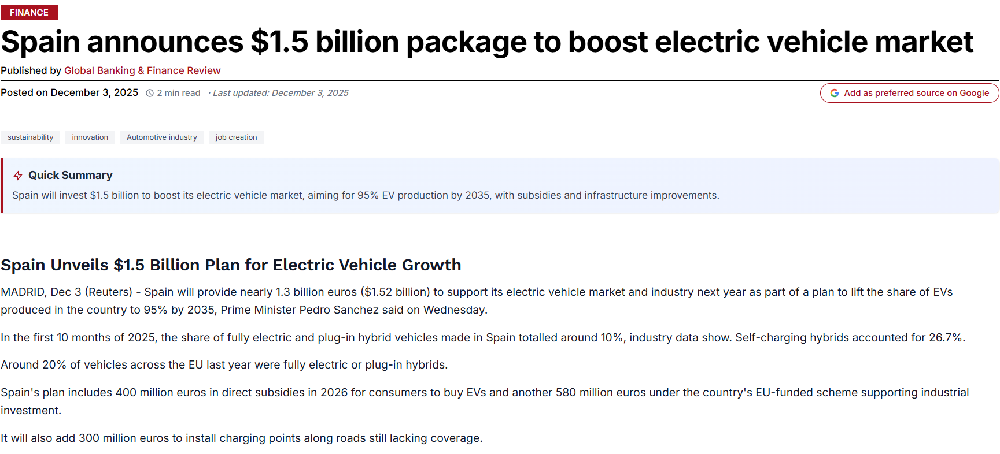 FINANCE
Spain announces $1.5 billion package to boost electric vehicle market
Published by Global Banking & Finance Review
Posted on December 3, 2025 2 min read · Last updated: December 3, 2025
Add as preferred source on Google
sustainability innovation Automotive industry job creation
Quick Summary
Spain will invest $1.5 billion to boost its electric vehicle market, aiming for 95% EV production by 2035, with subsidies and infrastructure improvements.
Spain Unveils $1.5 Billion Plan for Electric Vehicle Growth
MADRID, Dec 3 (Reuters) - Spain will provide nearly 1.3 billion euros ($1.52 billion) to support its electric vehicle market and industry next year as part of a plan to lift the share of EVs
produced in the country to 95% by 2035, Prime Minister Pedro Sanchez said on Wednesday.
In the first 10 months of 2025, the share of fully electric and plug-in hybrid vehicles made in Spain totalled around 10%, industry data show. Self-charging hybrids accounted for 26.7%.
Around 20% of vehicles across the EU last year were fully electric or plug-in hybrids.
Spain's plan includes 400 million euros in direct subsidies in 2026 for consumers to buy EVs and another 580 million euros under the country's EU-funded scheme supporting industrial
investment.
It will also add 300 million euros to install charging points along roads still lacking coverage.